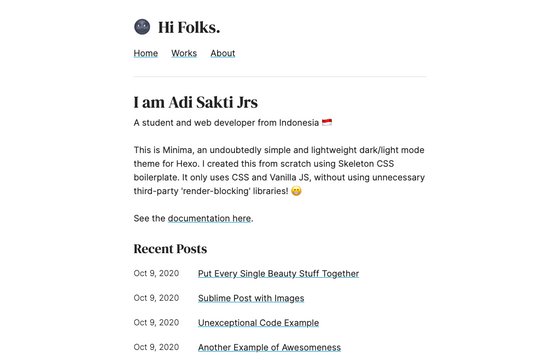 Hi Folks.
Home Works About
I am Adi Sakti Jrs
A student and web developer from Indonesia
This is Minima, an undoubtedly simple and lightweight dark/light mode
theme for Hexo. I created this from scratch using Skeleton CSS
boilerplate. It only uses CSS and Vanilla JS, without using unnecessary
third-party 'render-blocking' libraries! 😁
See the documentation here.
Recent Posts
Oct 9, 2020 Put Every Single Beauty Stuff Together
Oct 9, 2020 Sublime Post with Images
Oct 9, 2020 Unexceptional Code Example
Oct 9, 2020 Another Example of Awesomeness